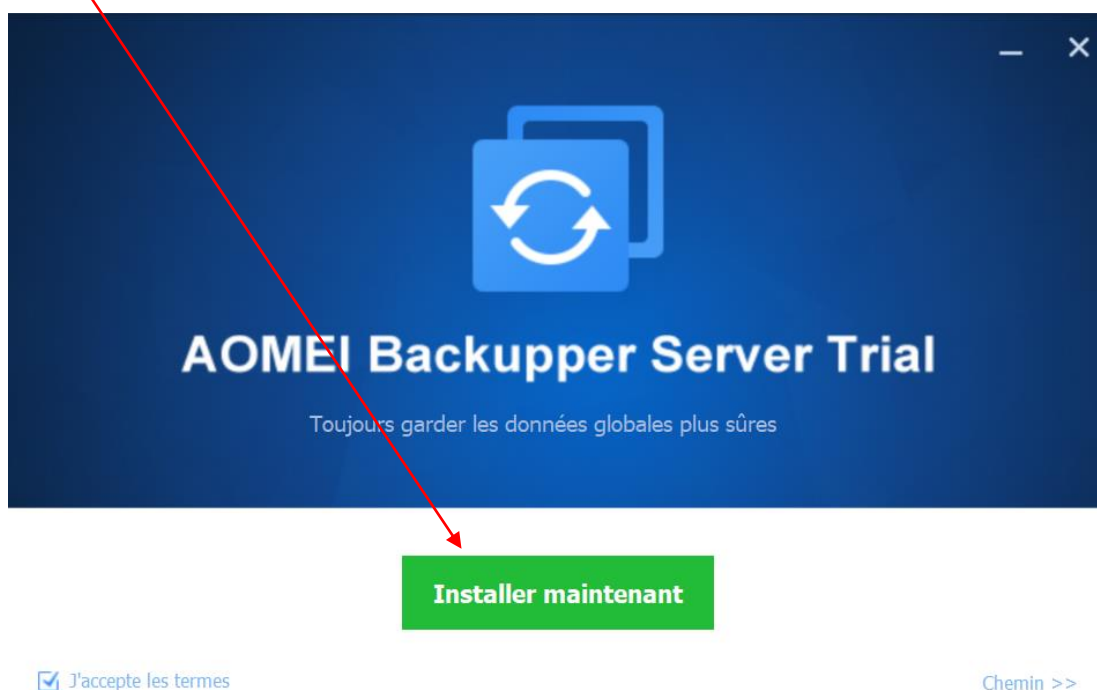 AOMEI Backupper Server Trial
Toujours garder les données globales plus sûres
Installer maintenant
J'accepte les termes
Chemin >>